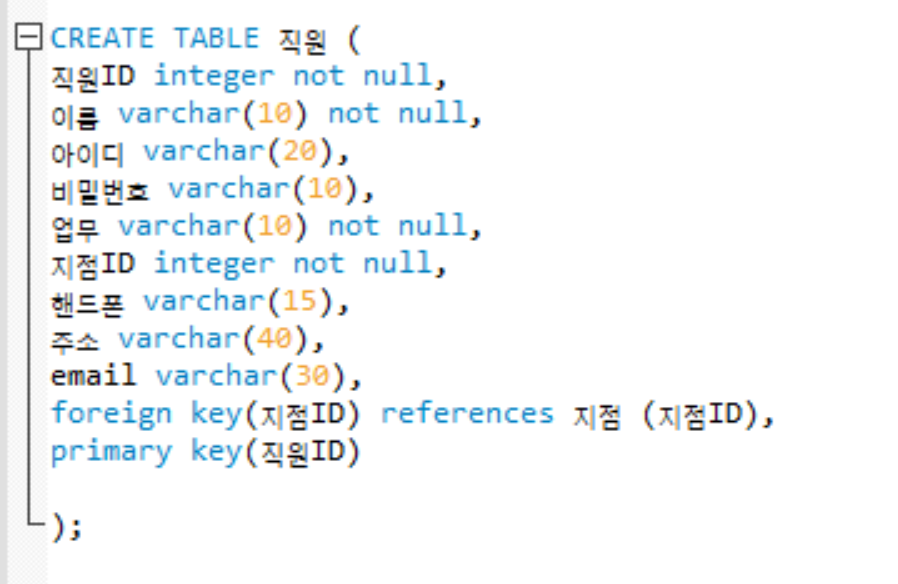 CREATE TABLE 직원 (
직원ID integer not null,
이름 varchar(10) not null,
아이디 varchar(20),
비밀번호 varchar(10),
업무 varchar(10) not null,
지점ID integer not null,
핸드폰 varchar(15),
주소 varchar(40),
email varchar(30),
foreign key(지점ID) references 지점 (지점ID),
primary key(직원ID)
);